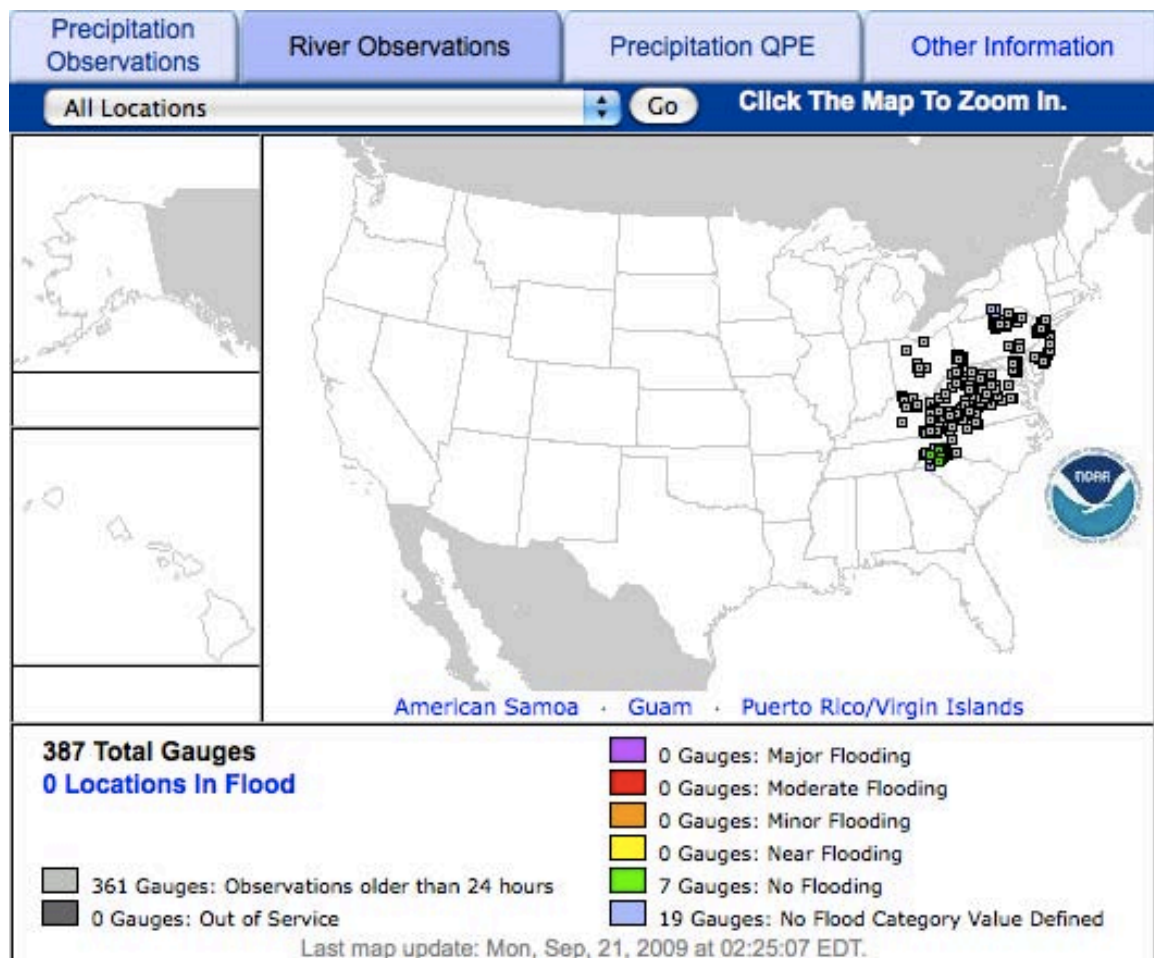 Precipitation
Observations
River Observations
Precipitation QPE
Other Information
All Locations
Go
Click The Map To Zoom In.
NOAA
American Samoa · Guam · Puerto Rico/Virgin Islands
387 Total Gauges
0 Locations In Flood
361 Gauges: Observations older than 24 hours
0 Gauges: Out of Service
0 Gauges: Major Flooding
0 Gauges: Moderate Flooding
0 Gauges: Minor Flooding
0 Gauges: Near Flooding
7 Gauges: No Flooding
19 Gauges: No Flood Category Value Defined
Last map update: Mon, Sep, 21, 2009 at 02:25:07 EDT.